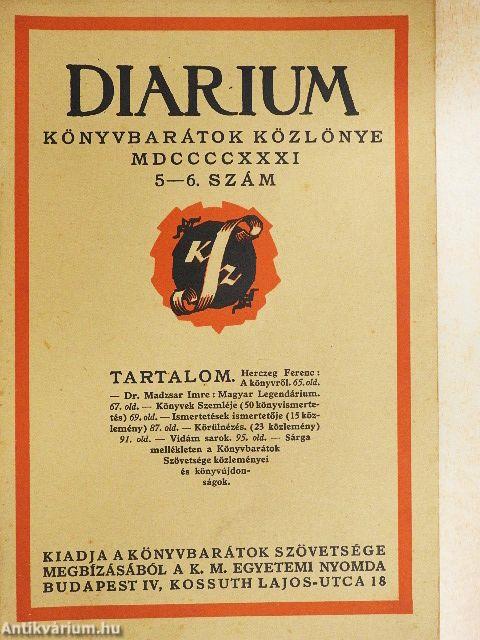 DIARIUM
KÖNYVBARÁTOK KÖZLÖNYE
MDCCCCCXXXI
5—6. SZÁM
K
Z
TARTALOM. Herczeg Ferenc:
A könyvről. 65. old.
— Dr. Madzsar Imre: Magyar Legendárium.
67. old. — Könyvek Szemléje (50 könyvismerte-
tés) 69. old. — Ismertetések ismertetője (15 köz-
lemény) 87. old. — Körülnézés. (23 közlemény)
91. old. — Vidám sarok. 95. old. — Sárga
mellékleten a Könyvbarátok
Szövetsége közleményei
és könyvújdon-
ságok.
KIADJA A KÖNYVBARÁTOK SZÖVETSÉGE
MEGBÍZÁSÁBÓL A K. M. EGYETEMI NYOMDA
BUDAPEST IV, KOSSUTH LAJOS-UTCA 18
Antikvárium.hu